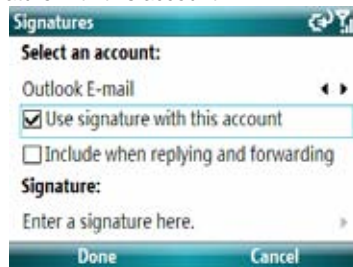 Signatures
Select an account:
Outlook E-mail
Use signature with this account
Include when replying and forwarding
Signature:
Enter a signature here.
Done Cancel